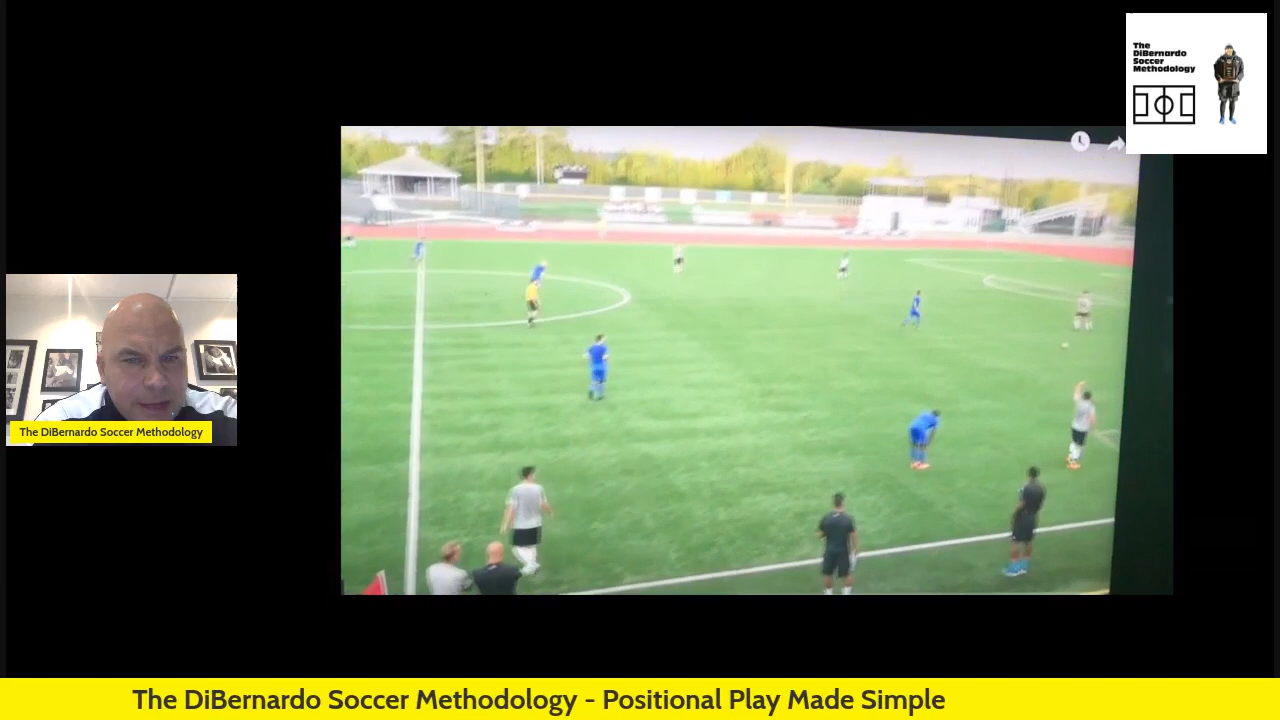 The
DiBernardo
Soccer
Methodology
The DiBernardo Soccer Methodology
The DiBernardo Soccer Methodology - Positional Play Made Simple